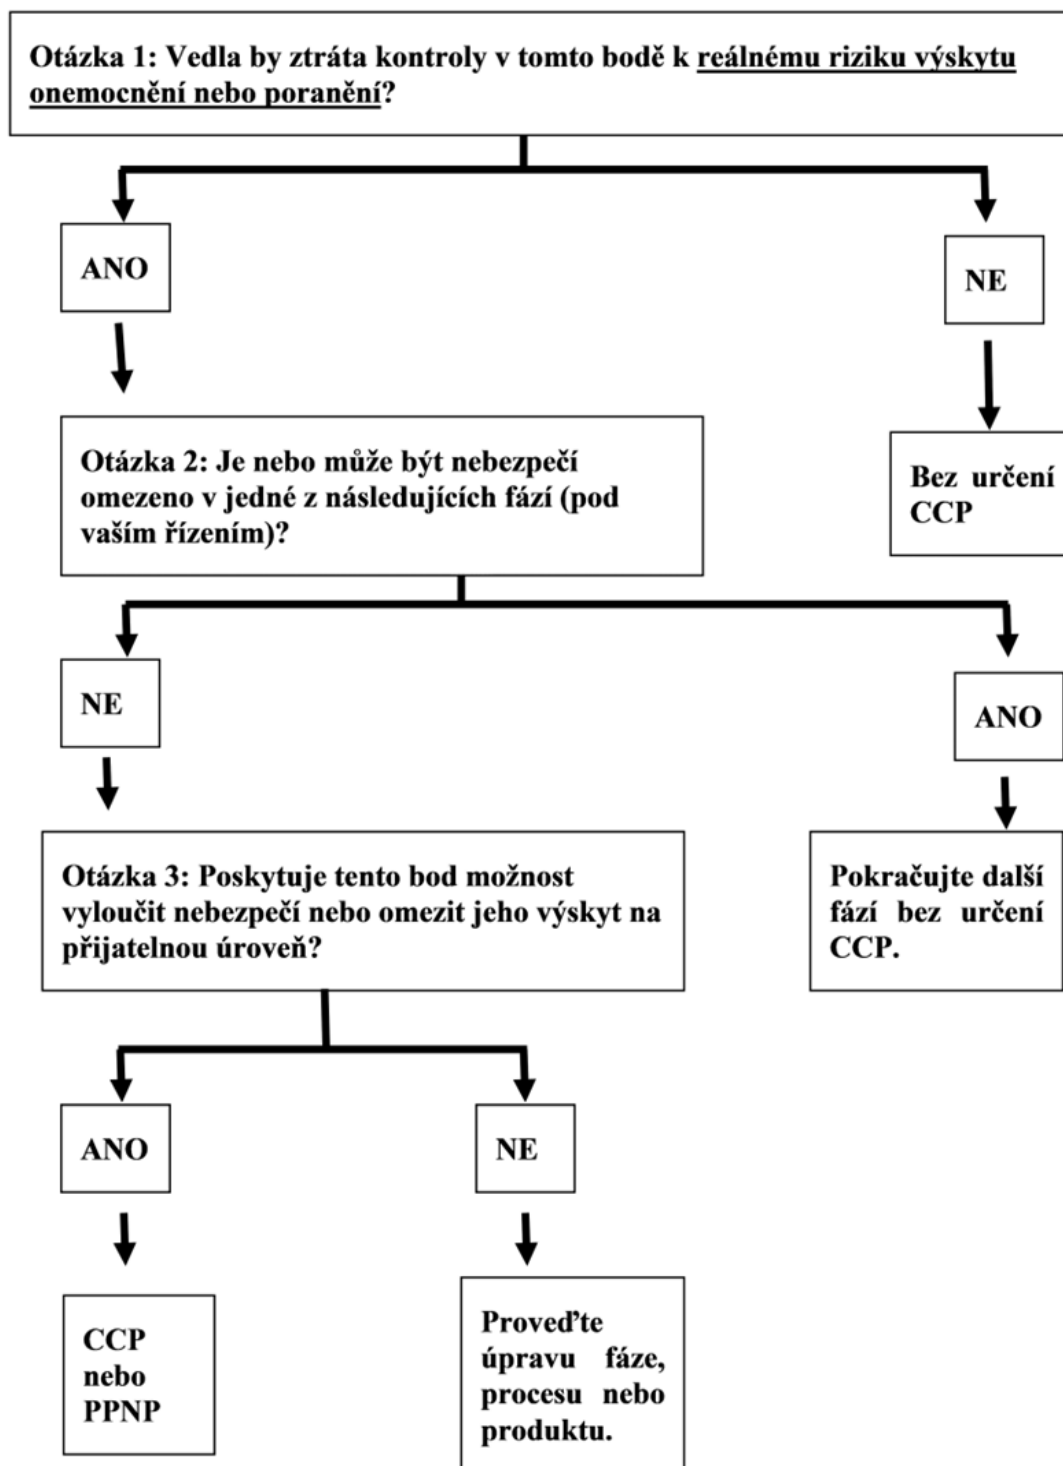 Otázka 1: Vedla by ztráta kontroly v tomto bodě k reálnému riziku výskytu
onemocnění nebo poranění?
ANO
NE
Otázka 2: Je nebo může být nebezpečí
omezeno v jedné z následujících fází (pod
vaším řízením)?
Bez určení
CCP
NE
ANO
Otázka 3: Poskytuje tento bod možnost
vyloučit nebezpečí nebo omezit jeho výskyt na
přijatelnou úroveň?
Pokračujte další
fází bez určení
CCP.
ANO
NE
CCP
nebo
PPNP
Proveďte
úpravu fáze,
procesu nebo
produktu.